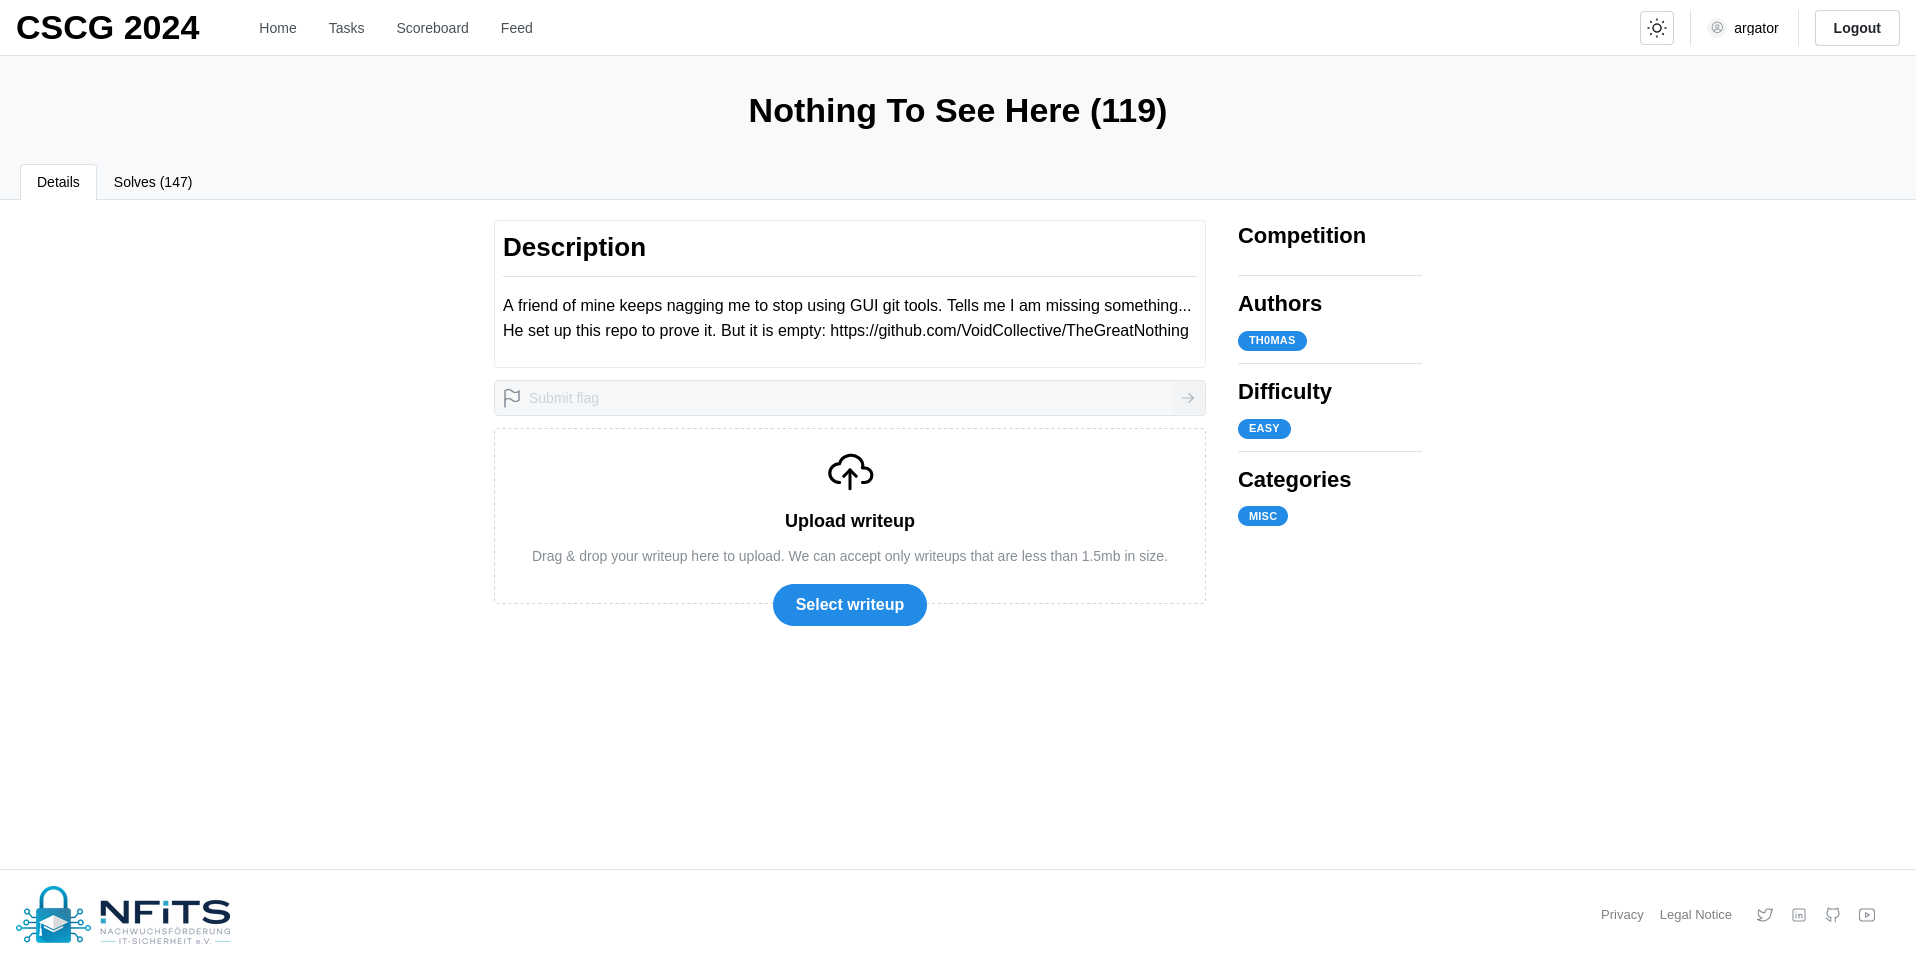 CSCG 2024
Home
Tasks
Scoreboard
Feed
argator
Logout
Nothing To See Here (119)
Details
Solves (147)
Description
A friend of mine keeps nagging me to stop using GUI git tools. Tells me I am missing something...
He set up this repo to prove it. But it is empty: https://github.com/VoidCollective/TheGreatNothing
Submit flag
Upload writeup
Drag & drop your writeup here to upload. We can accept only writeups that are less than 1.5mb in size.
Select writeup
Competition
Authors
TH0MAS
Difficulty
EASY
Categories
MISC
NFiTS
NACHWUCHSFÖRDERUNG
IT-SICHERHEIT e.V.
Privacy
Legal Notice